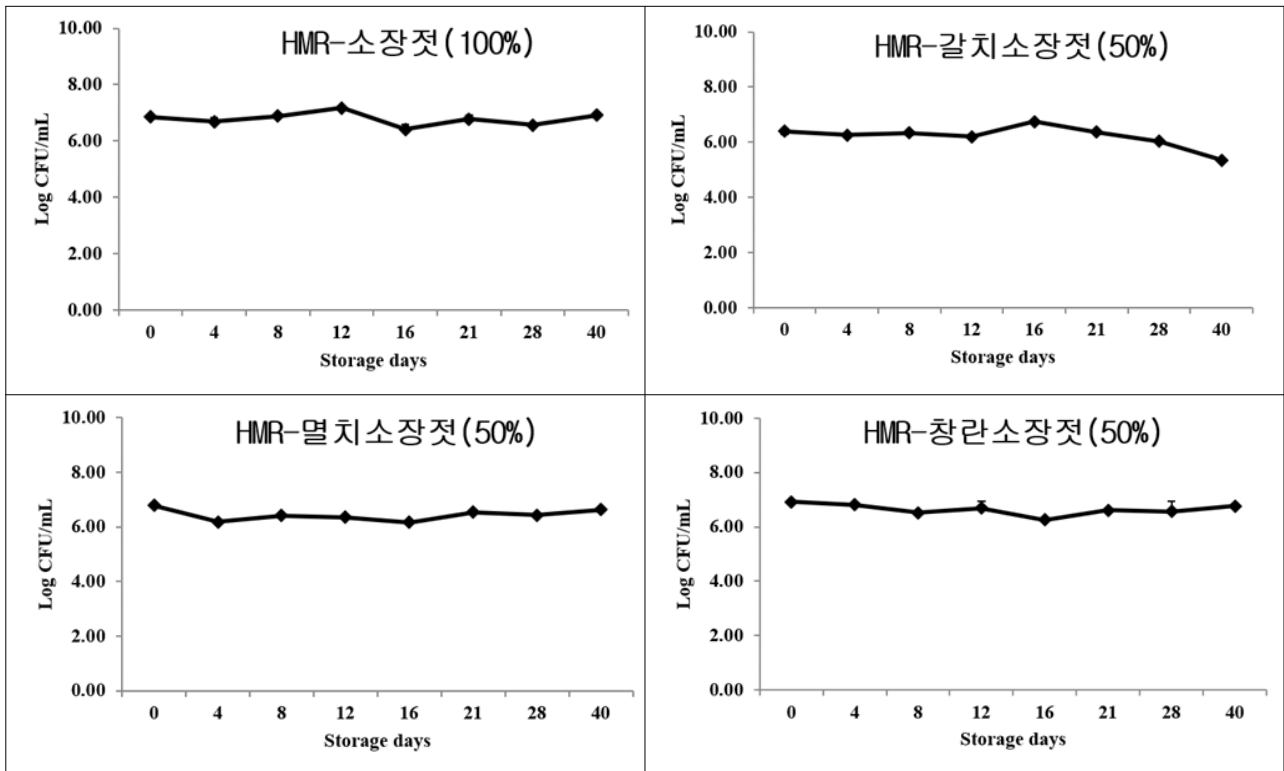 HMR-소장젓(100%)
10.00
8.00
6.00
4.00
2.00
0.00
Log CFU/mL
0 4 8 12 16 21 28 40
Storage days
HMR-갈치소장젓(50%)
10.00
8.00
6.00
4.00
2.00
0.00
Log CFU/mL
0 4 8 12 16 21 28 40
Storage days
HMR-멸치소장젓(50%)
10.00
8.00
6.00
4.00
2.00
0.00
Log CFU/mL
0 4 8 12 16 21 28 40
Storage days
HMR-창란소장젓(50%)
10.00
8.00
6.00
4.00
2.00
0.00
Log CFU/mL
0 4 8 12 16 21 28 40
Storage days